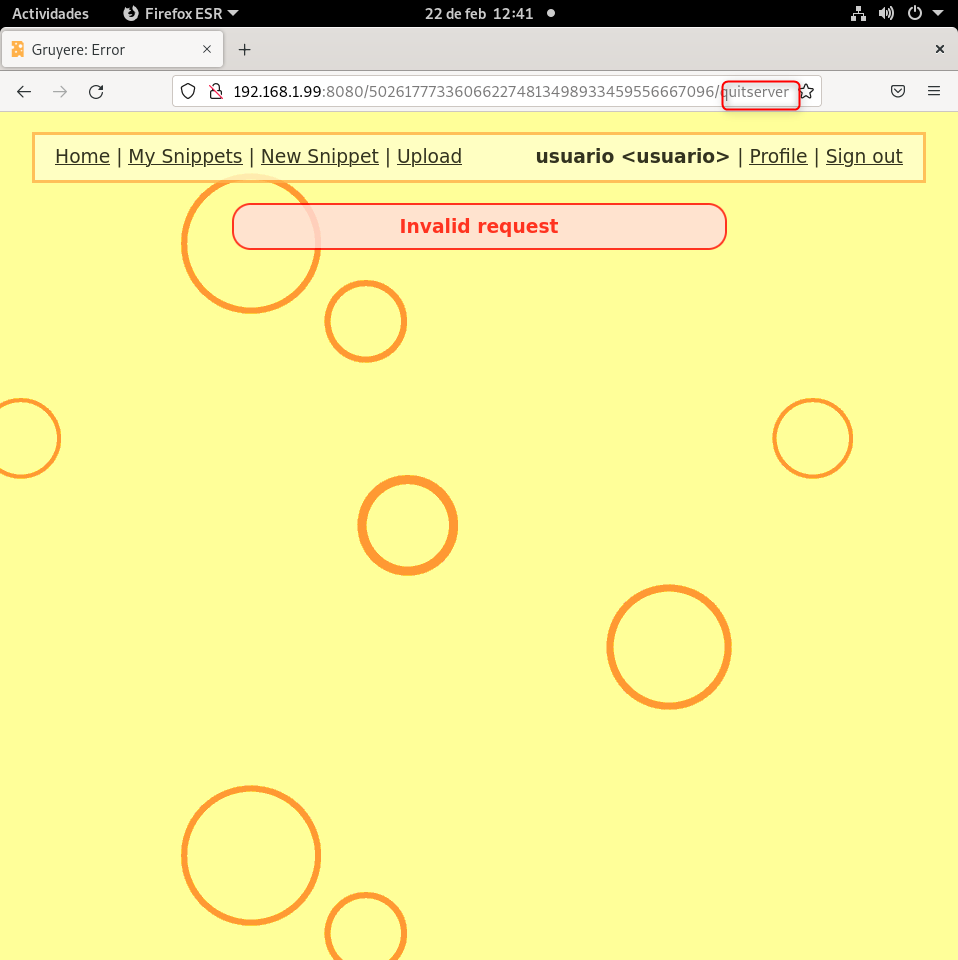 Actividades Firefox ESR 22 de feb 12:41
Gruyere: Error
192.168.1.99:8080/502617773360662274813498933459556667096/quitserver
Home | My Snippets | New Snippet | Upload usuario <usuario> | Profile | Sign out
Invalid request